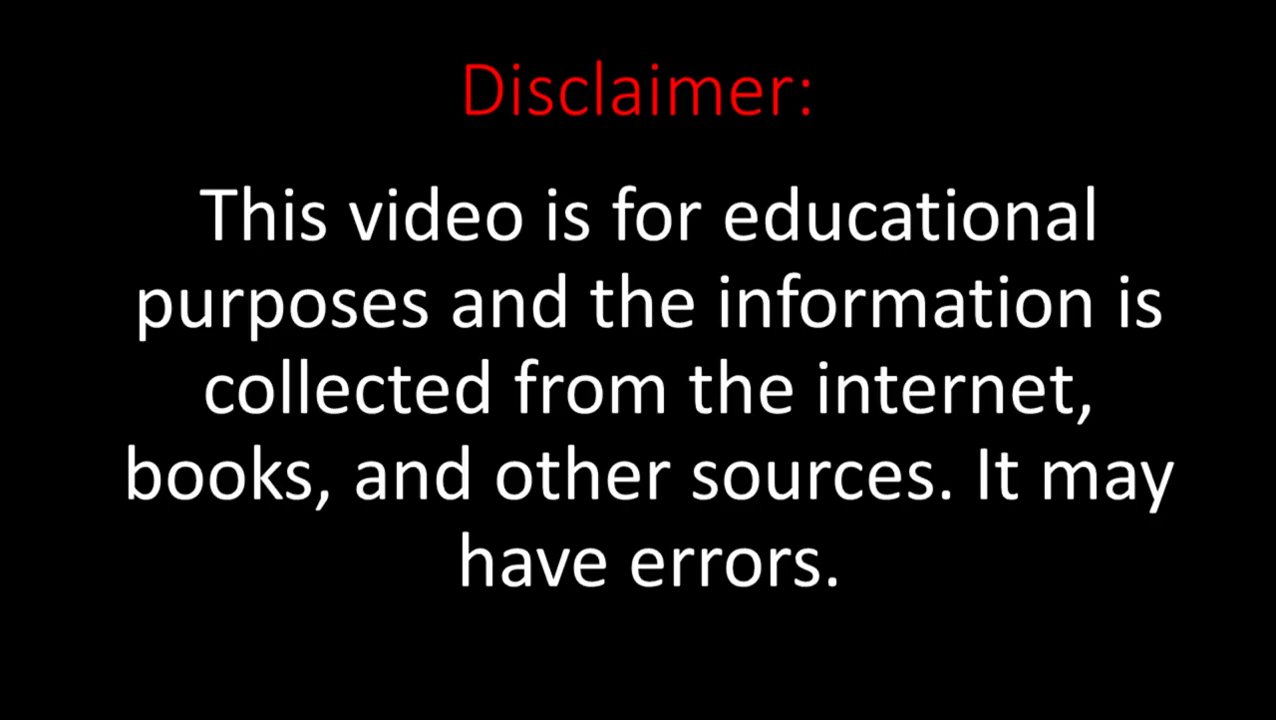 Disclaimer:
This video is for educational
purposes and the information is
collected from the internet,
books, and other sources. It may
have errors.